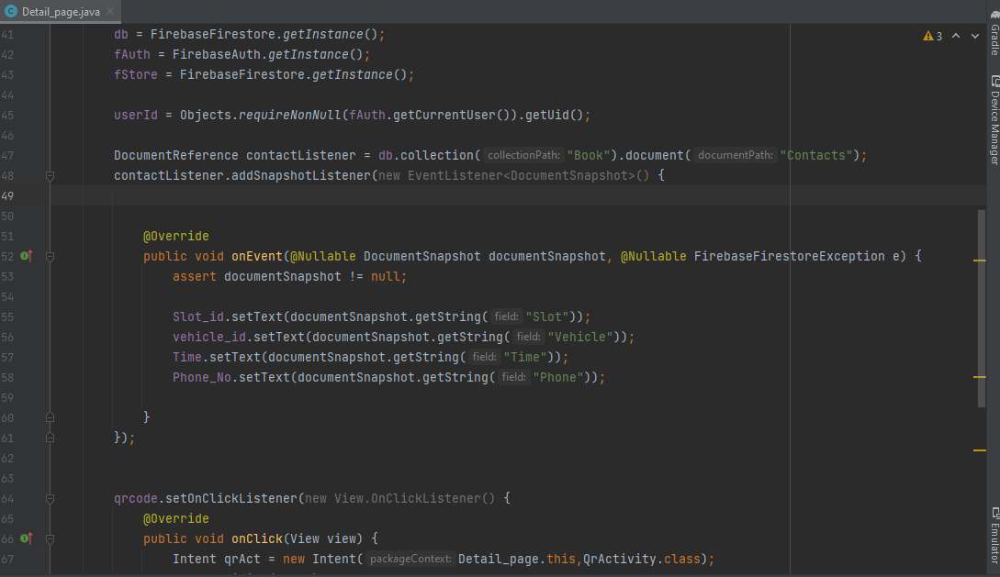 Detail_page.java
41 db = FirebaseFirestore.getInstance();
42 fAuth = FirebaseAuth.getInstance();
43 fStore = FirebaseFirestore.getInstance();
44
45 userId = Objects.requireNonNull(fAuth.getCurrentUser()).getUid();
46
47 DocumentReference contactListener = db.collection( collectionPath: "Book").document( documentPath: "Contacts");
48 contactListener.addSnapshotListener(new EventListener<DocumentSnapshot>() {
49
50
51 @Override
52 public void onEvent(@Nullable DocumentSnapshot documentSnapshot, @Nullable FirebaseFirestoreException e) {
53 assert documentSnapshot != null;
54
55 Slot_id.setText(documentSnapshot.getString( field: "Slot"));
56 vehicle_id.setText(documentSnapshot.getString( field: "Vehicle"));
57 Time.setText(documentSnapshot.getString( field: "Time"));
58 Phone_No.setText(documentSnapshot.getString( field: "Phone"));
59
60 }
61 });
62
63
64 qrcode.setOnClickListener(new View.OnClickListener() {
65 @Override
66 public void onClick(View view) {
67 Intent qrAct = new Intent( packageContext: Detail_page.this,QrActivity.class);
3
Gradle
Device Manager
Emulator